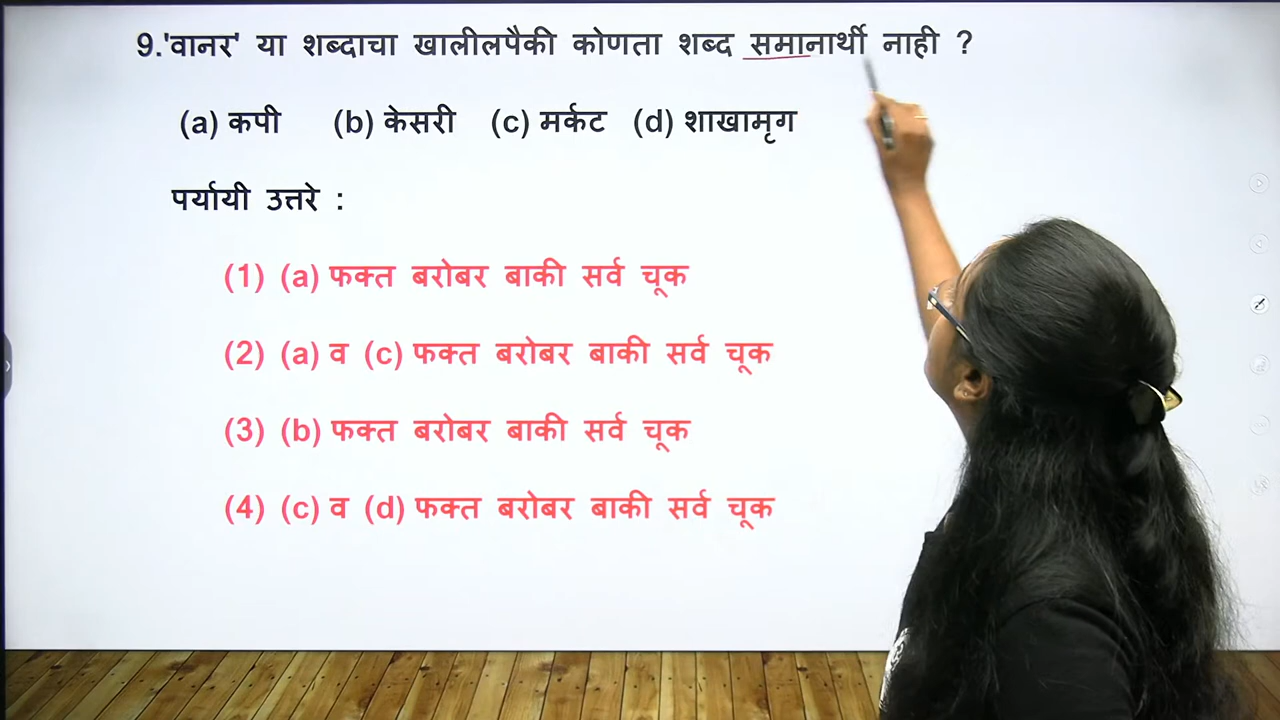 9.'वानर' या शब्दाचा खालीलपैकी कोणता शब्द समानार्थी नाही ?
(a) कपी (b) केसरी (c) मर्कट (d) शाखामृग
पर्यायी उत्तरे :
(1) (a) फक्त बरोबर बाकी सर्व चूक
(2) (a) व (c) फक्त बरोबर बाकी सर्व चूक
(3) (b) फक्त बरोबर बाकी सर्व चूक
(4) (c) व (d) फक्त बरोबर बाकी सर्व चूक